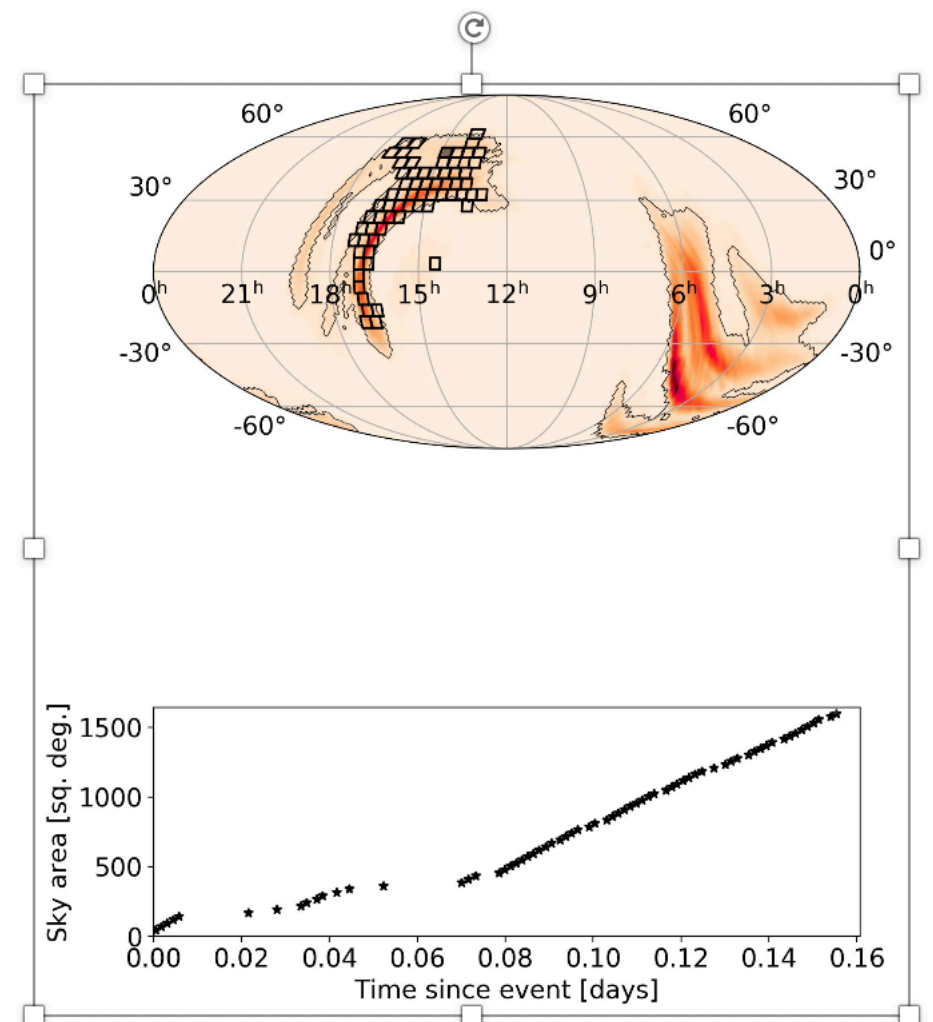 60° 60°
30° 30°
0°
0ʰ 21ʰ 18ʰ 15ʰ 12ʰ 9ʰ 6ʰ 3ʰ 0ʰ
-30° -30°
-60° -60°
Sky area [sq. deg.]
1500
1000
500
0
0.00 0.02 0.04 0.06 0.08 0.10 0.12 0.14 0.16
Time since event [days]